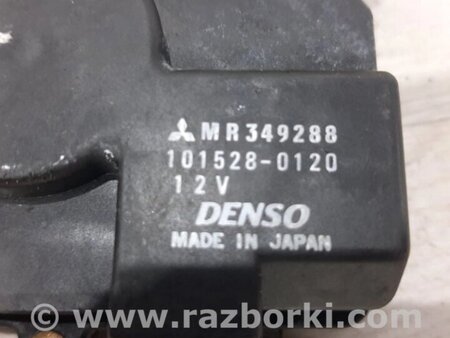 MR349288
101528-0120
12V
DENSO
MADE IN JAPAN
© www.razborki.com